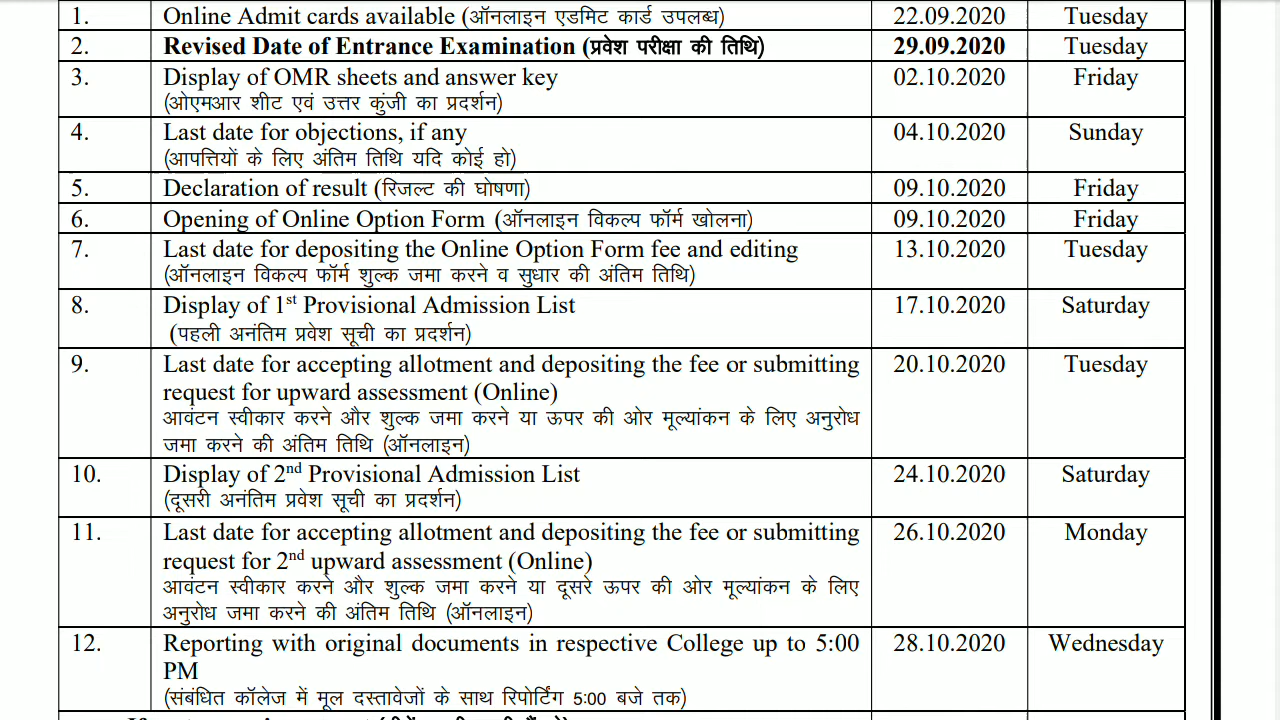 1. Online Admit cards available (ऑनलाइन एडमिट कार्ड उपलब्ध) 22.09.2020 Tuesday
2. Revised Date of Entrance Examination (प्रवेश परीक्षा की तिथि) 29.09.2020 Tuesday
3. Display of OMR sheets and answer key 02.10.2020 Friday
(ओएमआर शीट एवं उत्तर कुंजी का प्रदर्शन)
4. Last date for objections, if any 04.10.2020 Sunday
(आपत्तियों के लिए अंतिम तिथि यदि कोई हो)
5. Declaration of result (रिजल्ट की घोषणा) 09.10.2020 Friday
6. Opening of Online Option Form (ऑनलाइन विकल्प फॉर्म खोलना) 09.10.2020 Friday
7. Last date for depositing the Online Option Form fee and editing 13.10.2020 Tuesday
(ऑनलाइन विकल्प फॉर्म शुल्क जमा करने व सुधार की अंतिम तिथि)
8. Display of 1st Provisional Admission List 17.10.2020 Saturday
(पहली अनंतिम प्रवेश सूची का प्रदर्शन)
9. Last date for accepting allotment and depositing the fee or submitting 20.10.2020 Tuesday
request for upward assessment (Online)
आवंटन स्वीकार करने और शुल्क जमा करने या ऊपर की ओर मूल्यांकन के लिए अनुरोध
जमा करने की अंतिम तिथि (ऑनलाइन)
10. Display of 2nd Provisional Admission List 24.10.2020 Saturday
(दूसरी अनंतिम प्रवेश सूची का प्रदर्शन)
11. Last date for accepting allotment and depositing the fee or submitting 26.10.2020 Monday
request for 2nd upward assessment (Online)
आवंटन स्वीकार करने और शुल्क जमा करने या दूसरे ऊपर की ओर मूल्यांकन के लिए
अनुरोध जमा करने की अंतिम तिथि (ऑनलाइन)
12. Reporting with original documents in respective College up to 5:00 28.10.2020 Wednesday
PM
(संबंधित कॉलेज में मूल दस्तावेजों के साथ रिपोर्टिंग 5:00 बजे तक)